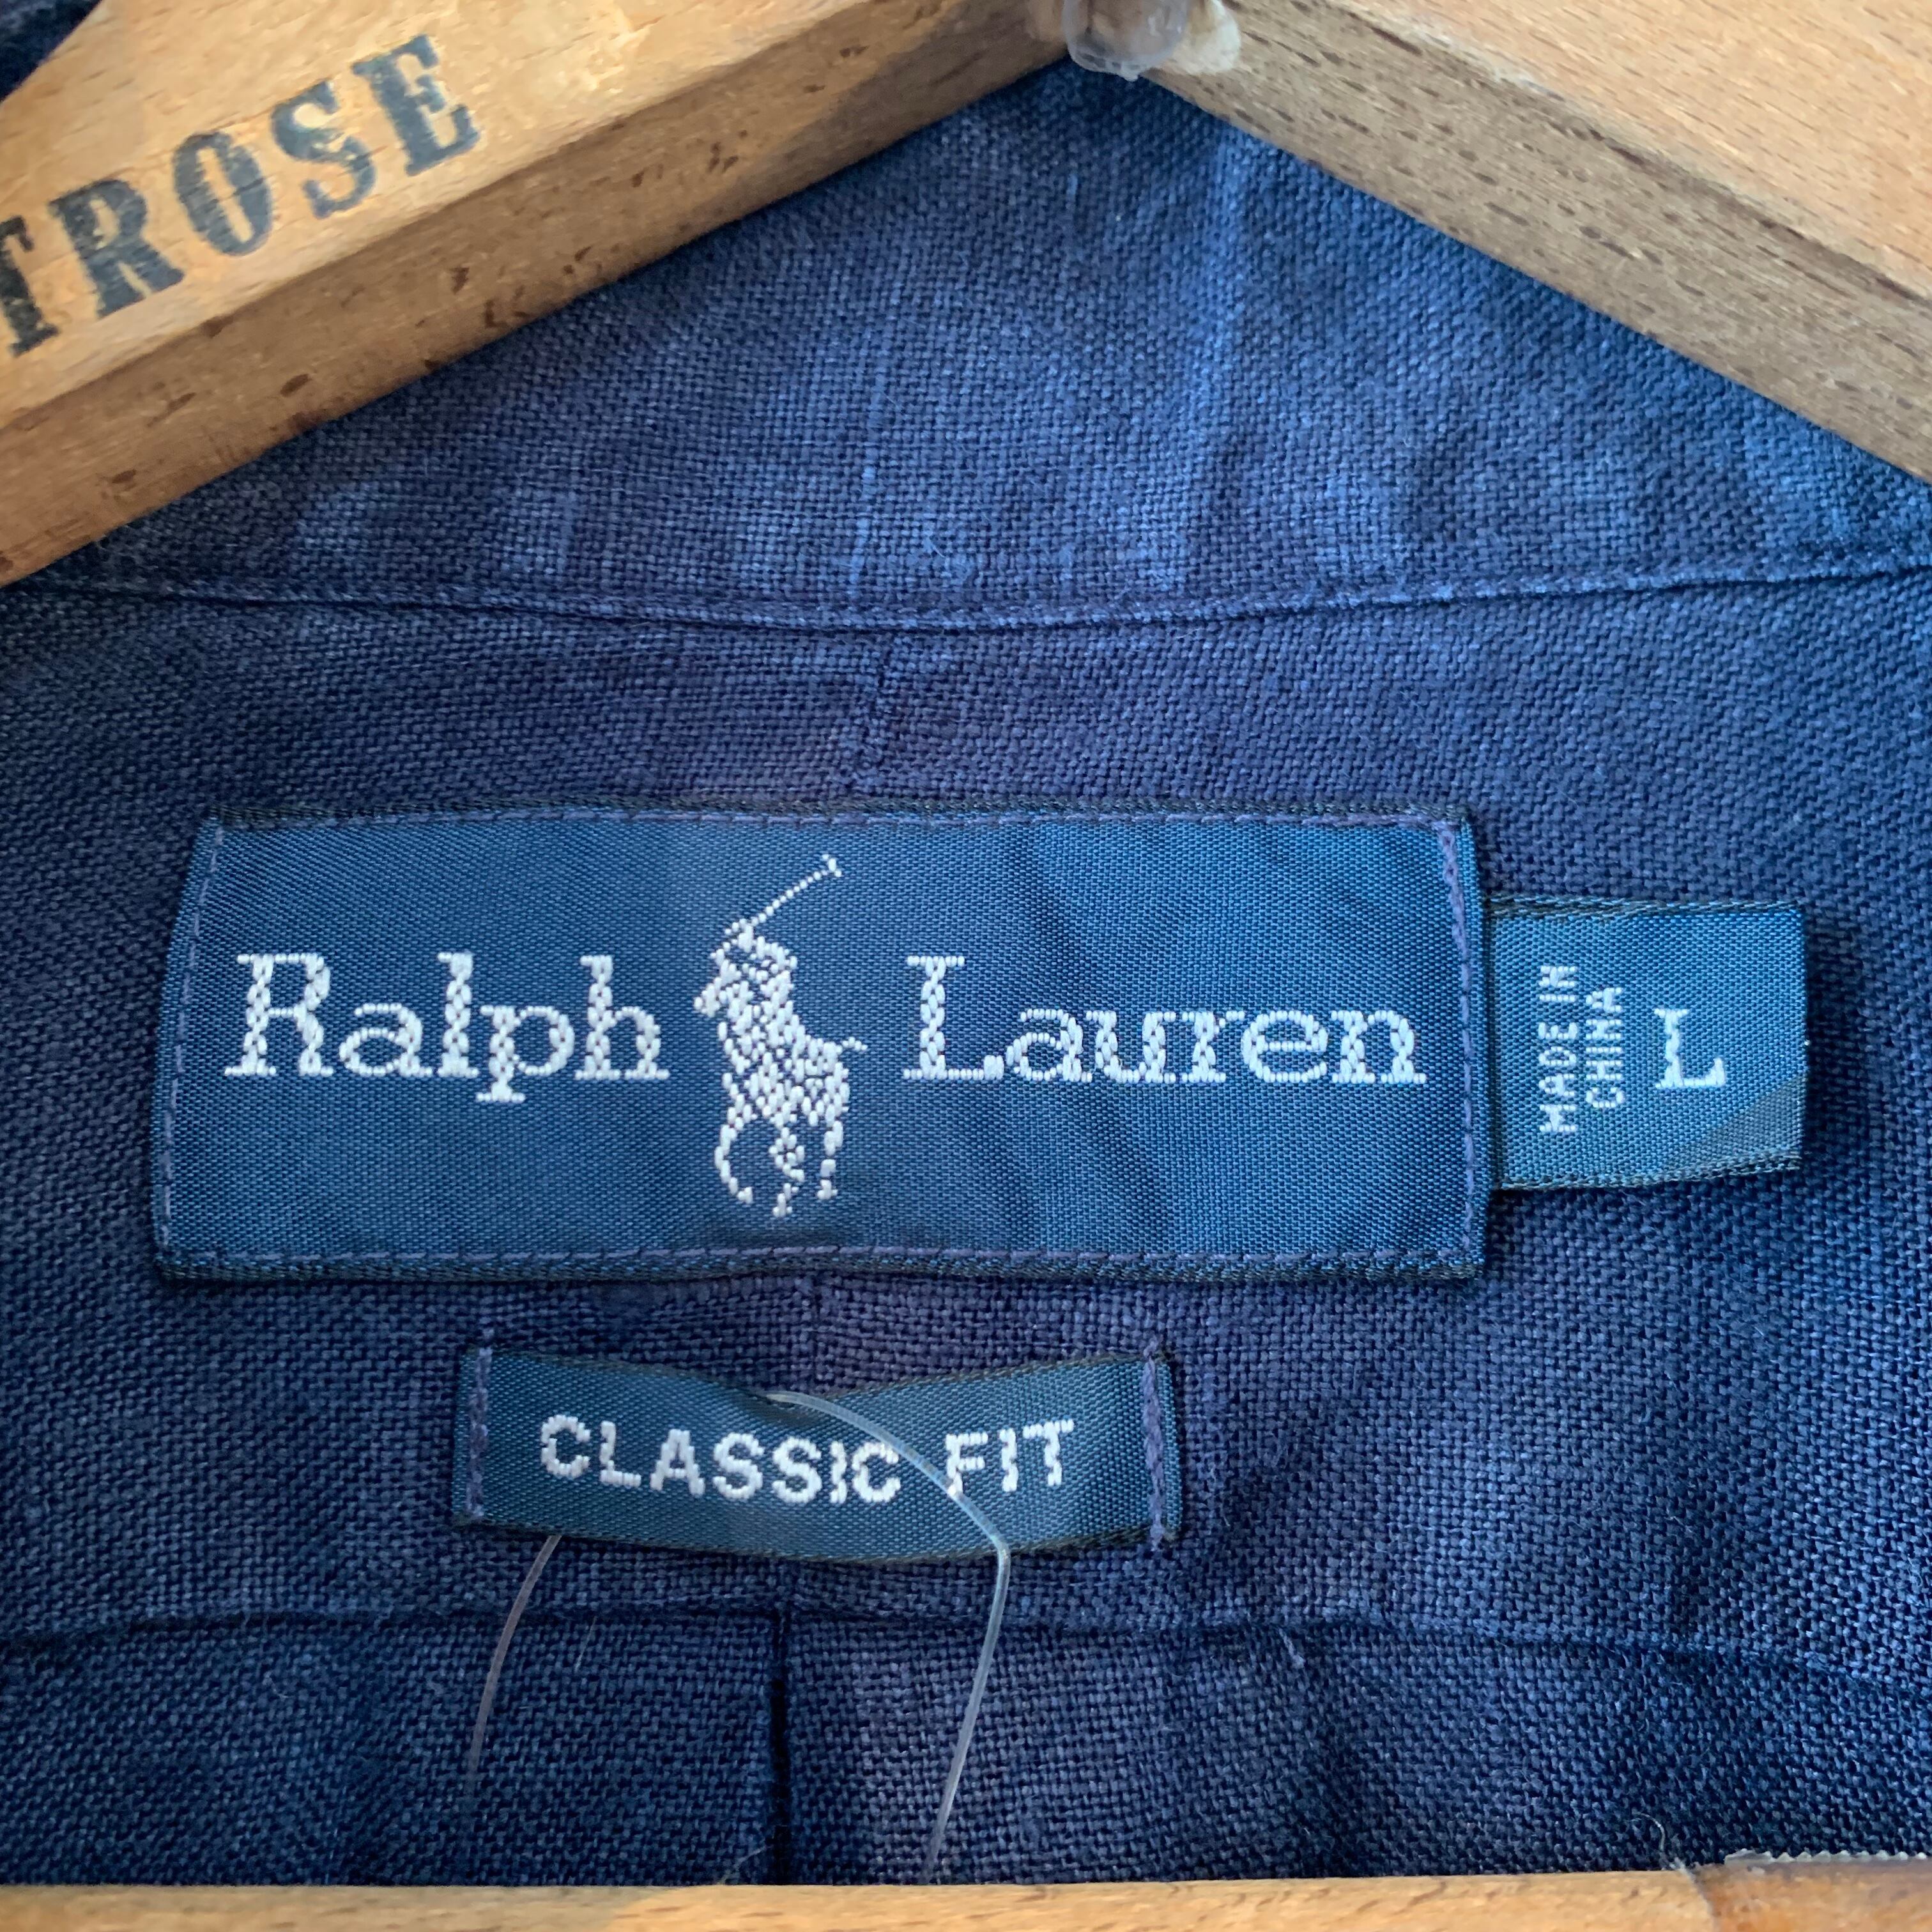 TROSE
Ralph Lauren
MADE IN
CHINA
L
CLASSIC FIT